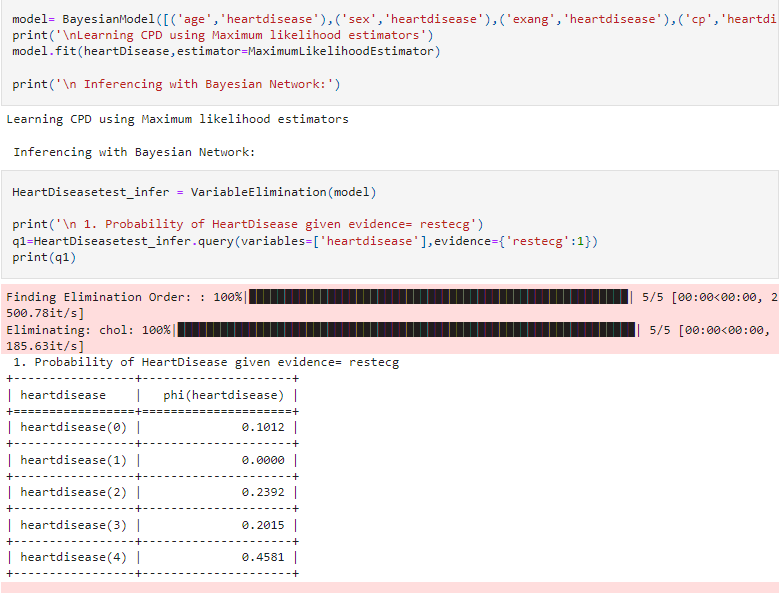 model= BayesianModel([('age','heartdisease'),('sex','heartdisease'),('exang','heartdisease'),('cp','heartdi
print('\nLearning CPD using Maximum likelihood estimators')
model.fit(heartDisease,estimator=MaximumLikelihoodEstimator)
print('\n Inferencing with Bayesian Network:')
Learning CPD using Maximum likelihood estimators
Inferencing with Bayesian Network:
HeartDiseasetest_infer = VariableElimination(model)
print('\n 1. Probability of HeartDisease given evidence= restecg')
q1=HeartDiseasetest_infer.query(variables=['heartdisease'],evidence={'restecg':1})
print(q1)
Finding Elimination Order: : 100%|██████████| 5/5 [00:00<00:00, 2
500.78it/s]
Eliminating: chol: 100%|██████████| 5/5 [00:00<00:00,
185.63it/s]
1. Probability of HeartDisease given evidence= restecg
+-----------------+---------------------+
| heartdisease    |   phi(heartdisease) |
+=================+=====================+
| heartdisease(0) |              0.1012 |
+-----------------+---------------------+
| heartdisease(1) |              0.0000 |
+-----------------+---------------------+
| heartdisease(2) |              0.2392 |
+-----------------+---------------------+
| heartdisease(3) |              0.2015 |
+-----------------+---------------------+
| heartdisease(4) |              0.4581 |
+-----------------+---------------------+